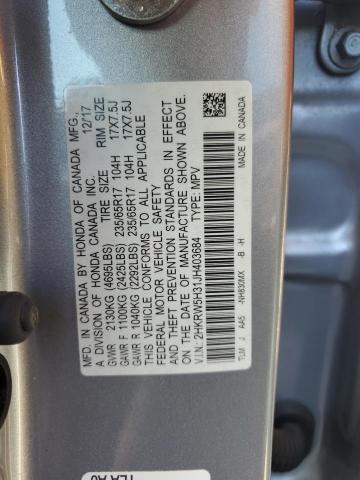 MFD. IN CANADA BY HONDA OF CANADA MFG.,
A DIVISION OF HONDA CANADA INC. 12/17
TIRE SIZE RIM SIZE
GVWR 2130KG (4695LBS)
GAWR F 1100KG (2425LBS) 235/65R17 104H 17X7.5J
GAWR R 1040KG (2292LBS) 235/65R17 104H 17X7.5J
THIS VEHICLE CONFORMS TO ALL APPLICABLE
FEDERAL MOTOR VEHICLE SAFETY
AND THEFT PREVENTION STANDARDS IN EFFECT
ON THE DATE OF MANUFACTURE SHOWN ABOVE.
V.I.N.: 2HKRW5H31JH403684 TYPE: MPV
TLM J AA5 -NH830MX -B -H MADE IN CANADA